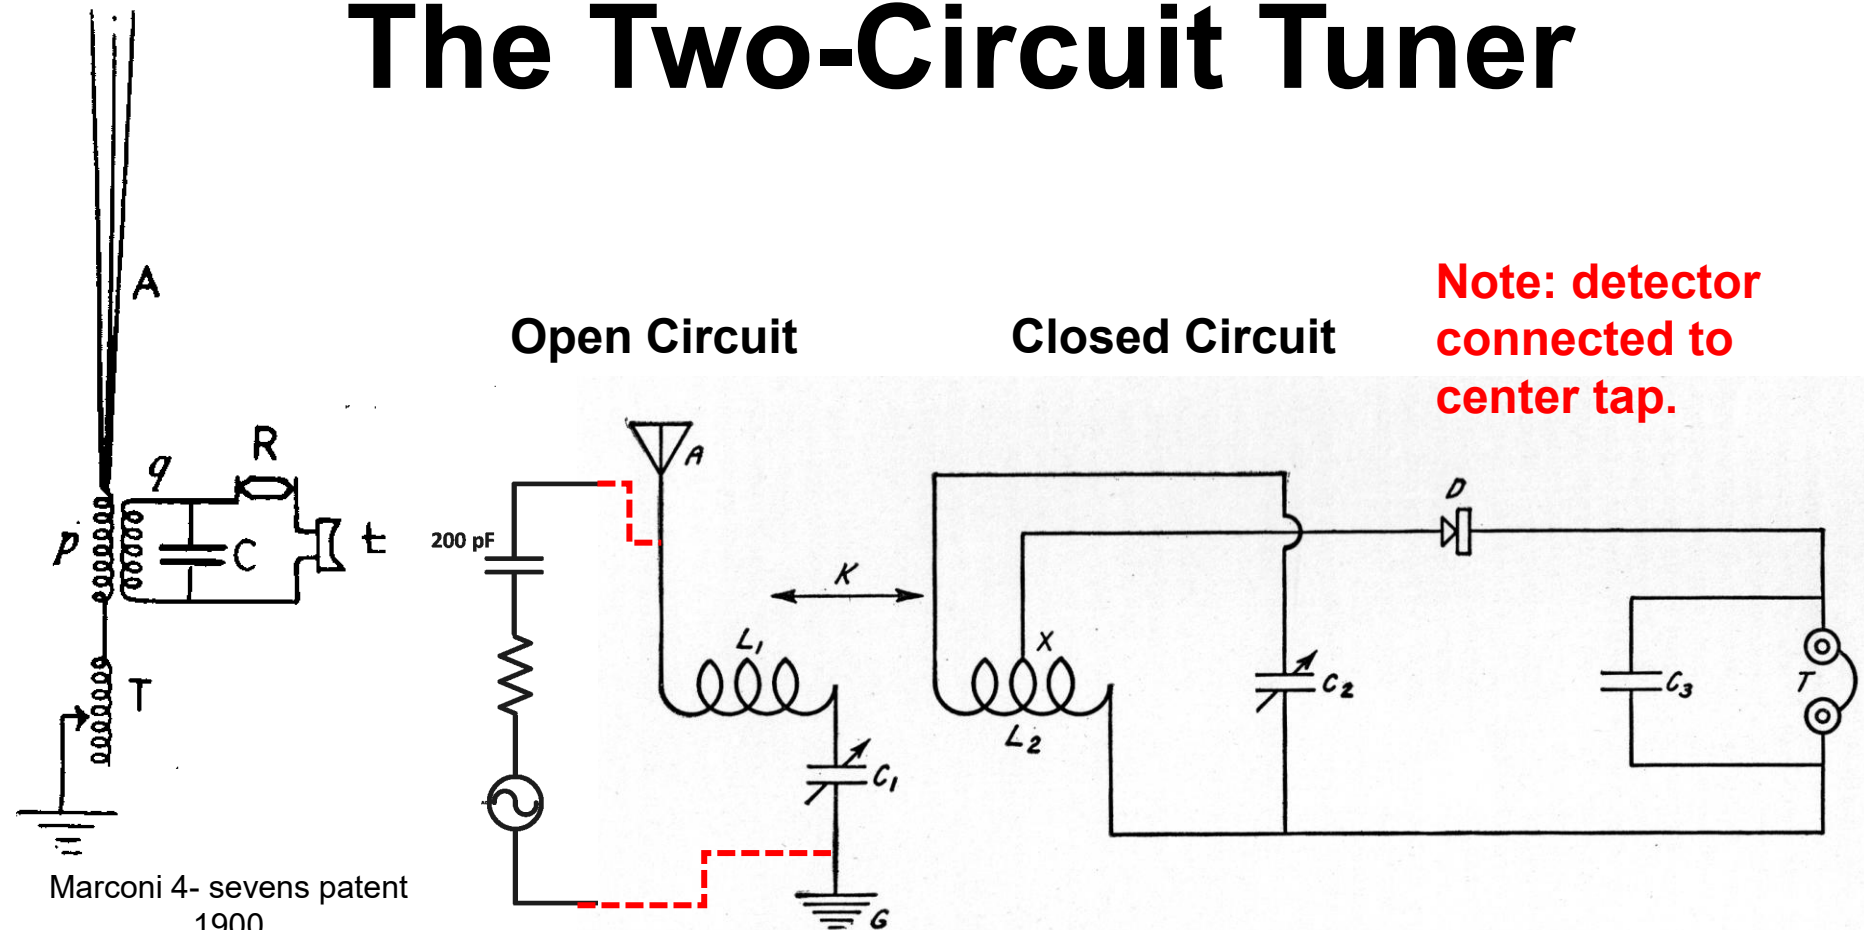 The Two-Circuit Tuner
A
R
q
p
C
t
T
Marconi 4- sevens patent
1900
Open Circuit
Closed Circuit
Note: detector
connected to
center tap.
200 pF
A
K
L1
C1
G
X
L2
C2
D
C3
T